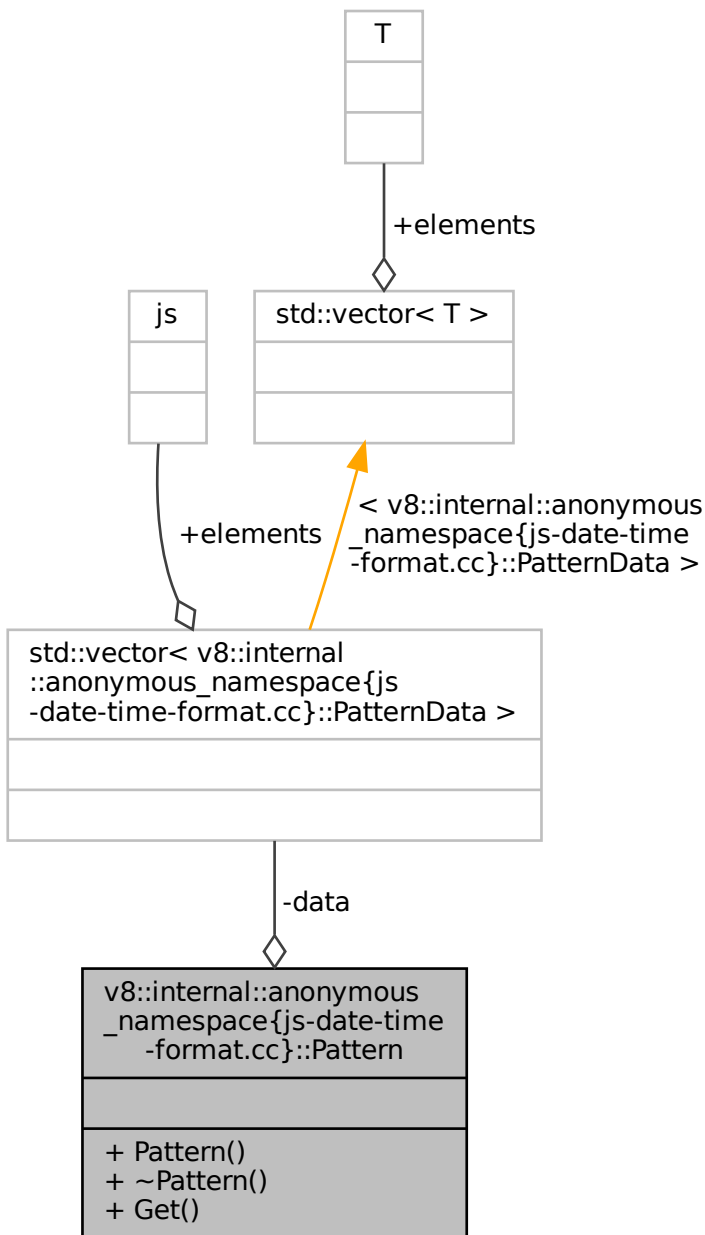 T
+elements
js
std::vector< T >
+elements
< v8::internal::anonymous
_namespace{js-date-time
-format.cc}::PatternData >
std::vector< v8::internal
::anonymous_namespace{js
-date-time-format.cc}::PatternData >
-data
v8::internal::anonymous
_namespace{js-date-time
-format.cc}::Pattern
+ Pattern()
+ ~Pattern()
+ Get()